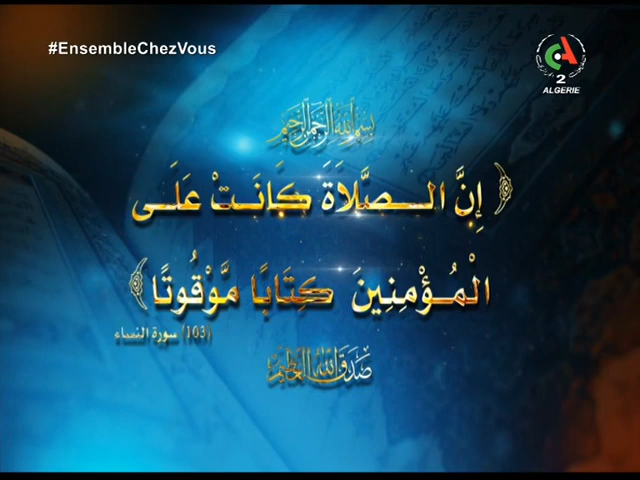 #EnsembleChezVous
2
ALGERIE
بسم الله الرحمن الرحيم
﴿ إِنَّ الصَّلَاةَ كَانَتْ عَلَى
الْمُؤْمِنِينَ كِتَابًا مَّوْقُوتًا ﴾
(103) سورة النساء
صدق الله العظيم